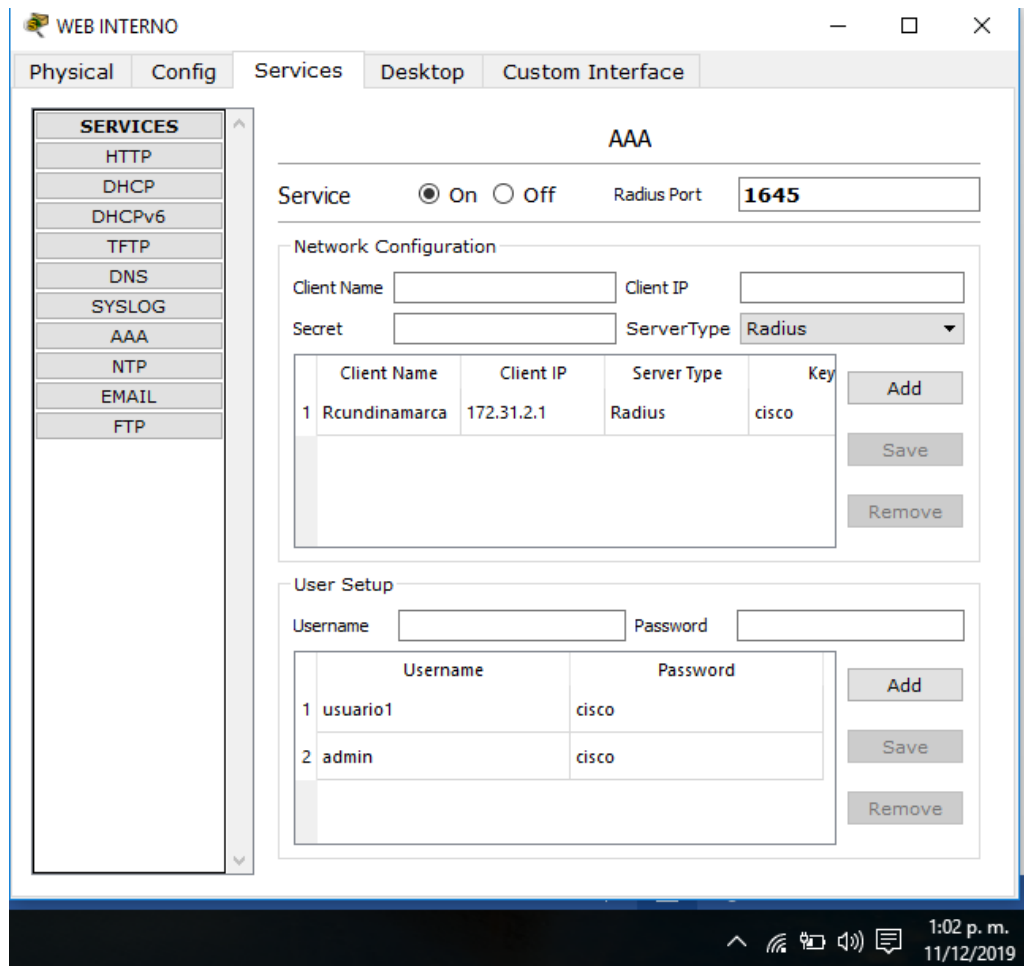 WEB INTERNO
Physical Config Services Desktop Custom Interface
SERVICES
HTTP
DHCP
DHCPv6
TFTP
DNS
SYSLOG
AAA
NTP
EMAIL
FTP
AAA
Service On Off Radius Port 1645
Network Configuration
Client Name Client IP
Secret ServerType Radius
Client Name Client IP Server Type Key
1 Rcundinamarca 172.31.2.1 Radius cisco
Add
Save
Remove
User Setup
Username Password
Username Password
1 usuario1 cisco
2 admin cisco
Add
Save
Remove
1:02 p. m.
11/12/2019